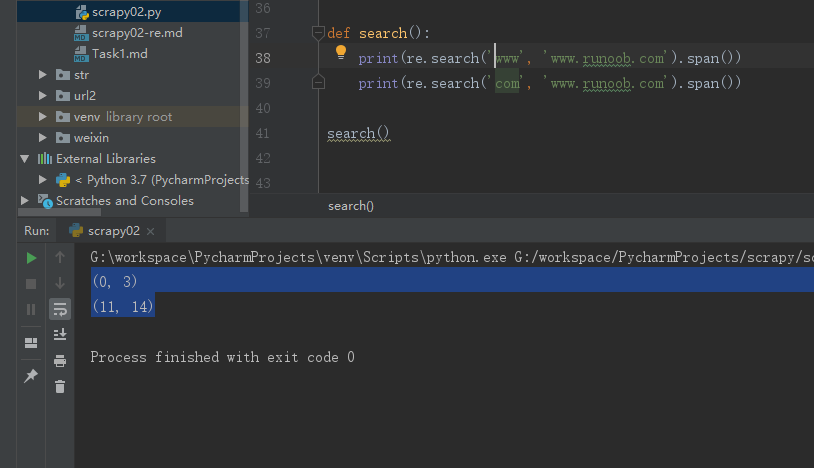 scrapy02.py
scrapy02-re.md
Task1.md
str
url2
venv library root
weixin
External Libraries
< Python 3.7 (PycharmProjects
Scratches and Consoles
36
37 def search():
38 print(re.search('www', 'www.runoob.com').span())
39 print(re.search('com', 'www.runoob.com').span())
40
41 search()
42
43
search()
Run: scrapy02
G:\workspace\PycharmProjects\venv\Scripts\python.exe G:/workspace/PycharmProjects/scrapy/sc
(0, 3)
(11, 14)
Process finished with exit code 0